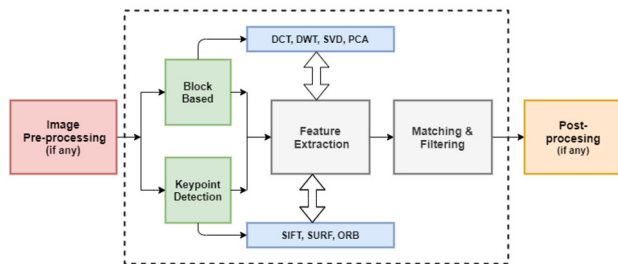 DCT, DWT, SVD, PCA
Block
Based
Image
Pre-processing
(if any)
Feature
Extraction
Matching &
Filtering
Post-
procesing
(if any)
Keypoint
Detection
SIFT, SURF, ORB